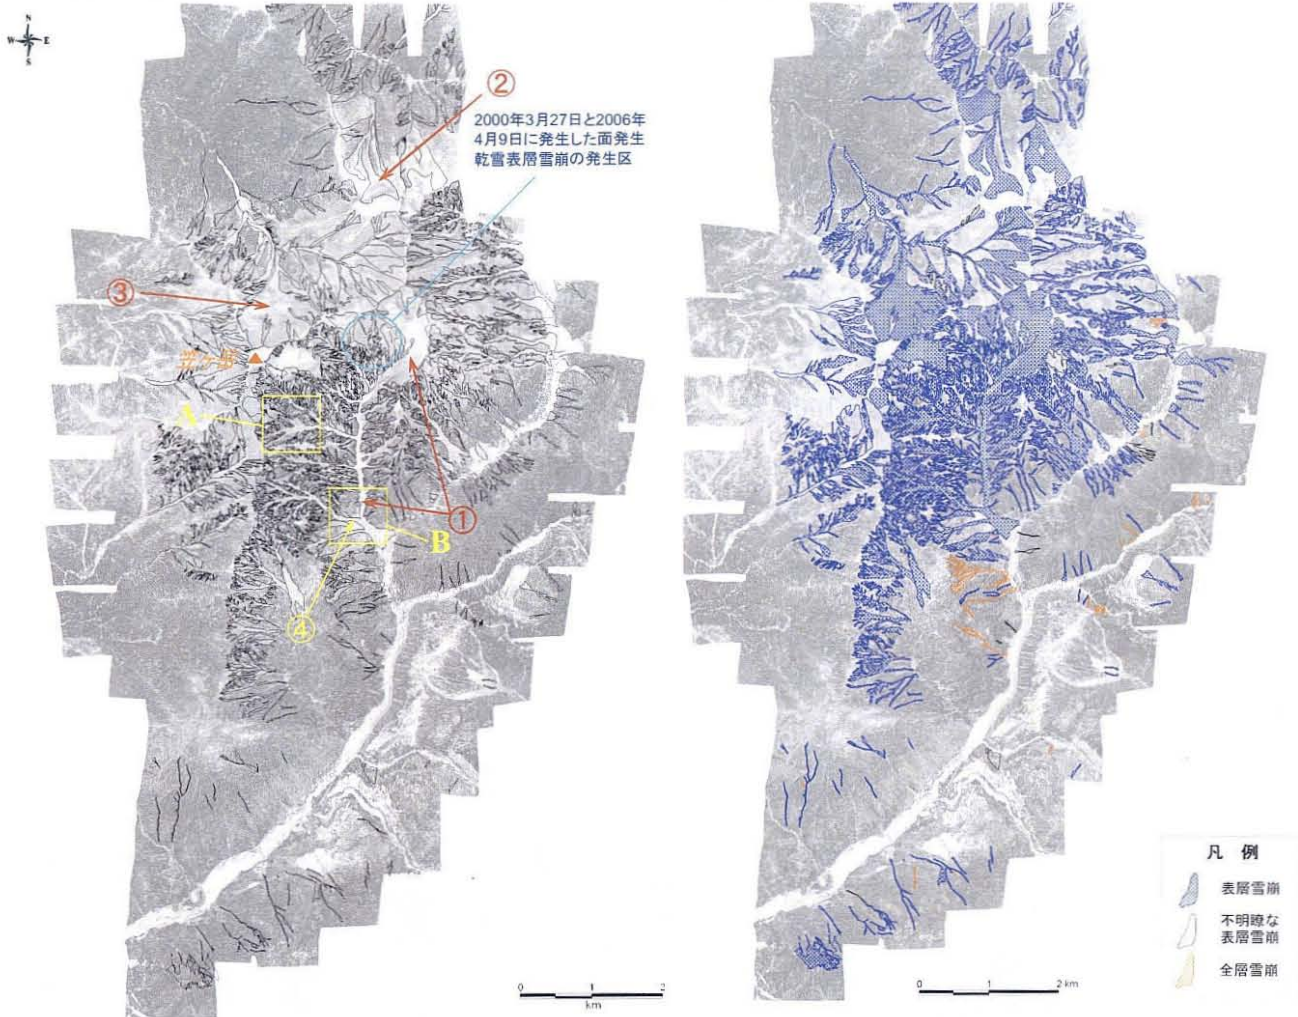 N
W E
S
②
2000年3月27日と2006年
4月9日に発生した面発生
乾雪表層雪崩の発生区
③
笠ヶ岳
A
①
B
④
0 1 2
km
凡 例
表層雪崩
不明瞭な
表層雪崩
全層雪崩
0 1 2 km